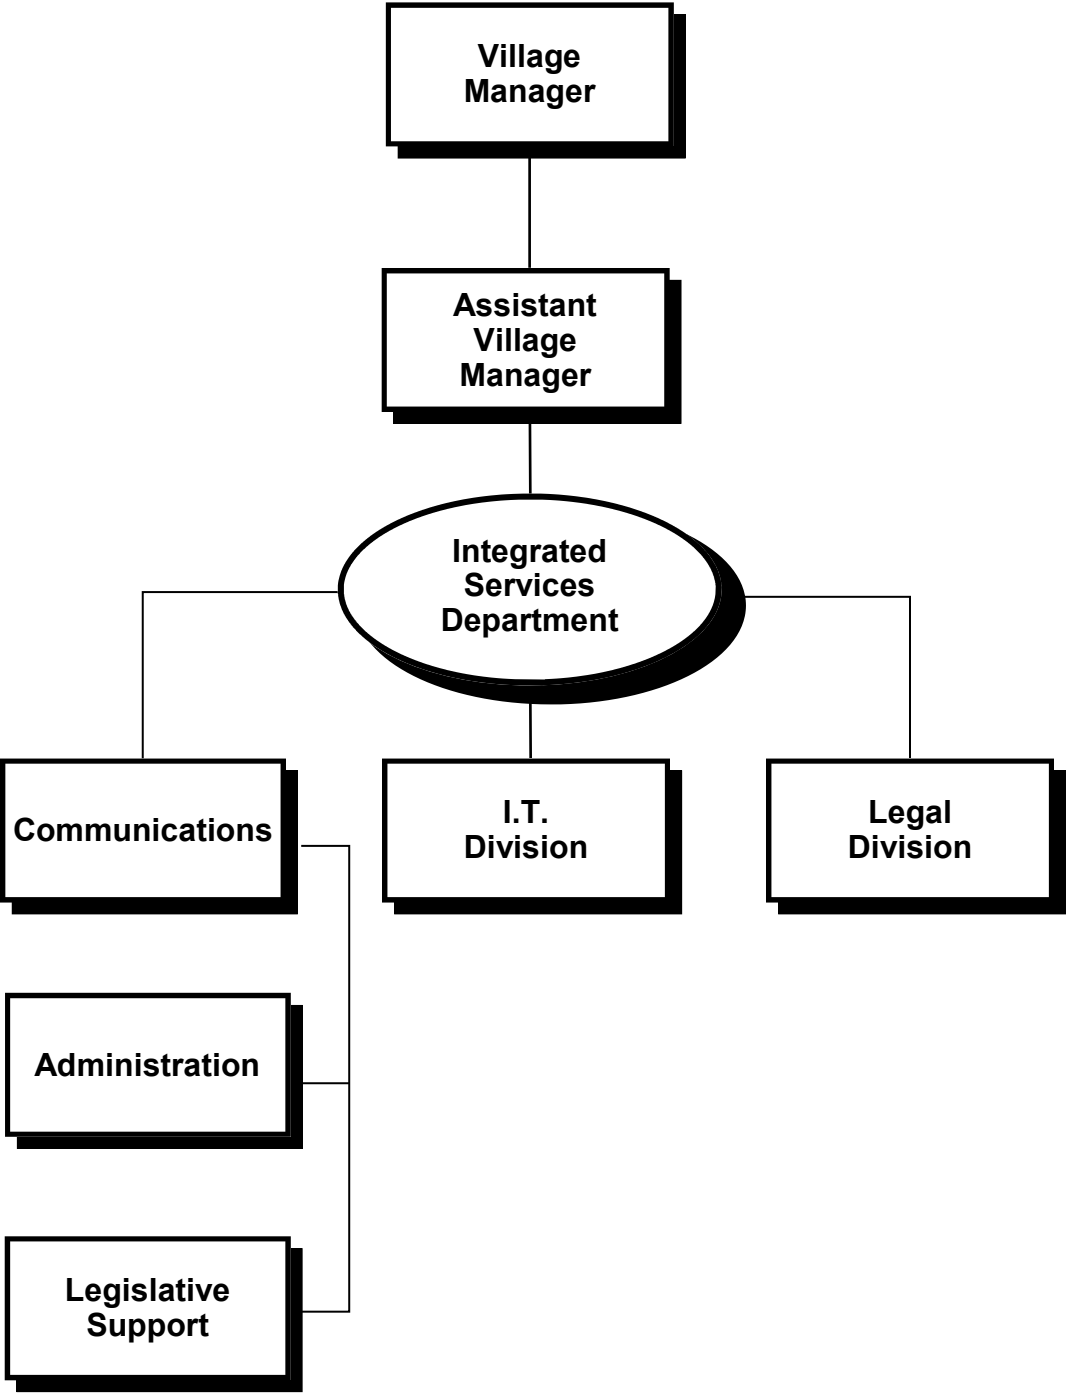 Village
Manager
Assistant
Village
Manager
Integrated
Services
Department
Communications
I.T.
Division
Legal
Division
Administration
Legislative
Support